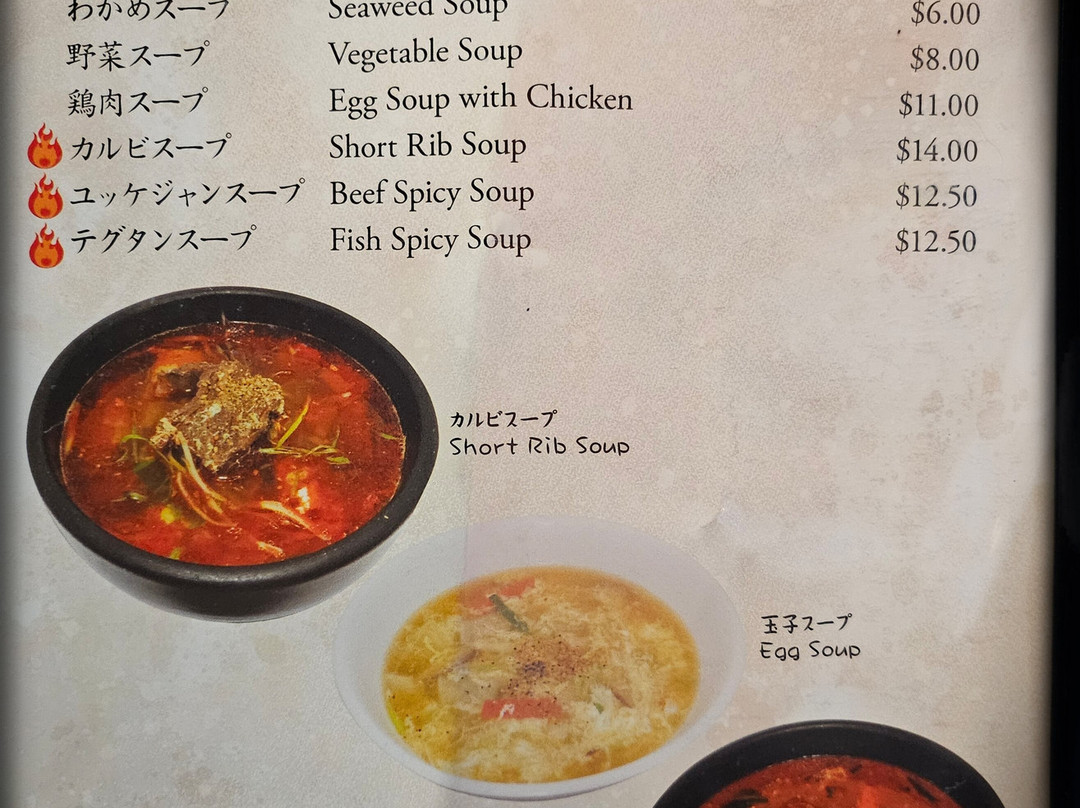 わかめスープ Seaweed Soup $6.00
野菜スープ Vegetable Soup $8.00
鶏肉スープ Egg Soup with Chicken $11.00
カルビスープ Short Rib Soup $14.00
ユッケジャンスープ Beef Spicy Soup $12.50
テグタンスープ Fish Spicy Soup $12.50
カルビスープ
Short Rib Soup
玉子スープ
Egg Soup